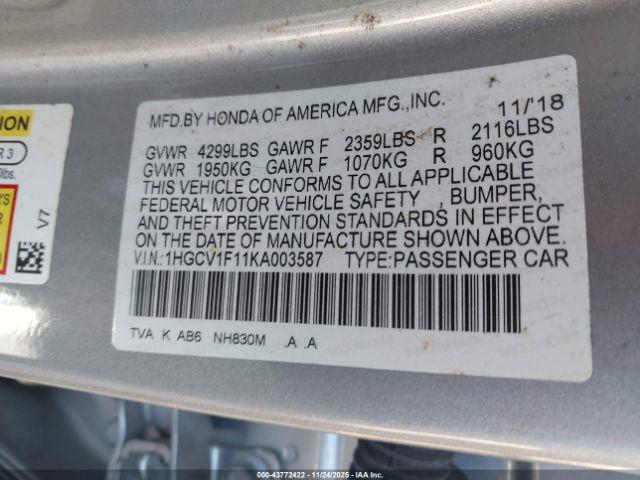 MFD.BY HONDA OF AMERICA MFG.,INC. 11/'18
GVWR 4299LBS GAWR F 2359LBS R 2116LBS
GVWR 1950KG GAWR F 1070KG R 960KG
THIS VEHICLE CONFORMS TO ALL APPLICABLE
FEDERAL MOTOR VEHICLE SAFETY , BUMPER,
AND THEFT PREVENTION STANDARDS IN EFFECT
ON THE DATE OF MANUFACTURE SHOWN ABOVE.
V.I.N.:1HGCV1F11KA003587 TYPE:PASSENGER CAR
TVA K AB6 NH830M .A .A
V7
000-43772422 - 11/24/2025 - IAA Inc.